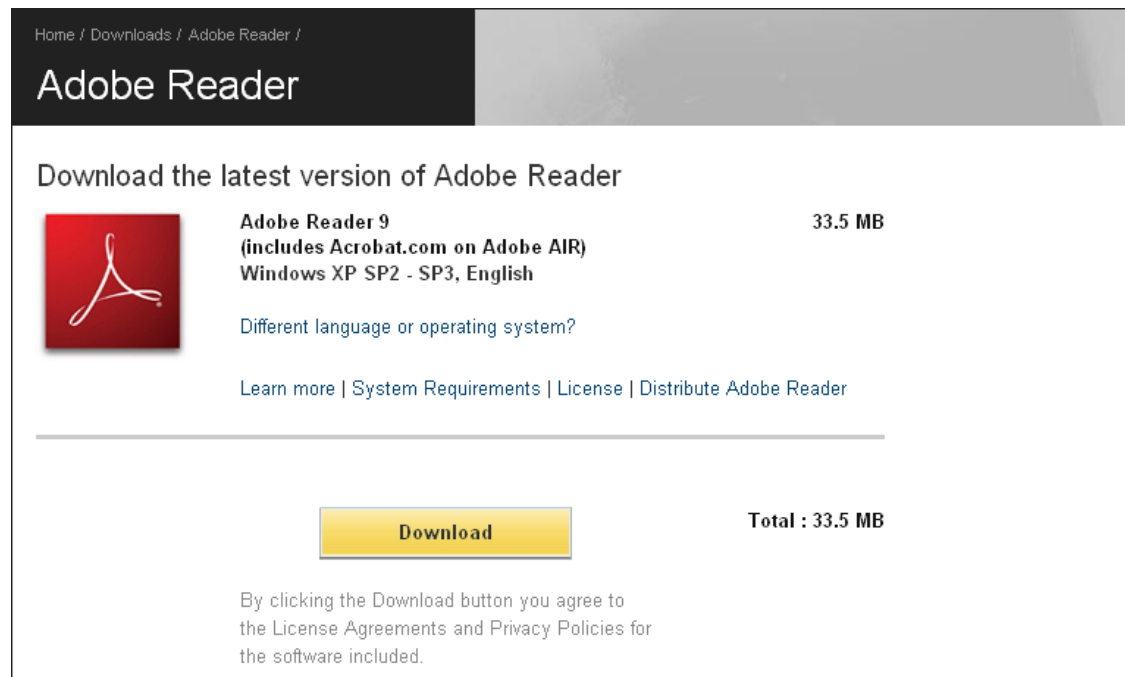 Home / Downloads / Adobe Reader /
Adobe Reader
Download the latest version of Adobe Reader
Adobe Reader 9 33.5 MB
(includes Acrobat.com on Adobe AIR)
Windows XP SP2 - SP3, English
Different language or operating system?
Learn more | System Requirements | License | Distribute Adobe Reader
Download Total : 33.5 MB
By clicking the Download button you agree to
the License Agreements and Privacy Policies for
the software included.